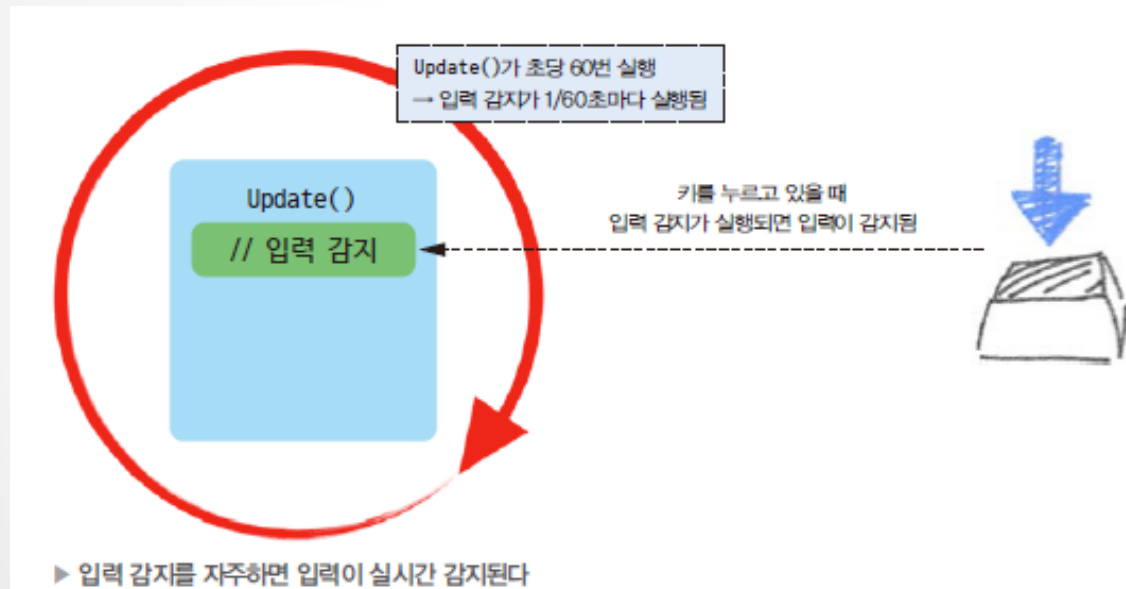 Update()가 초당 60번 실행
→ 입력 감지가 1/60초마다 실행됨
Update()
// 입력 감지
키를 누르고 있을 때
입력 감지가 실행되면 입력이 감지됨
▶ 입력 감지를 자주하면 입력이 실시간 감지된다